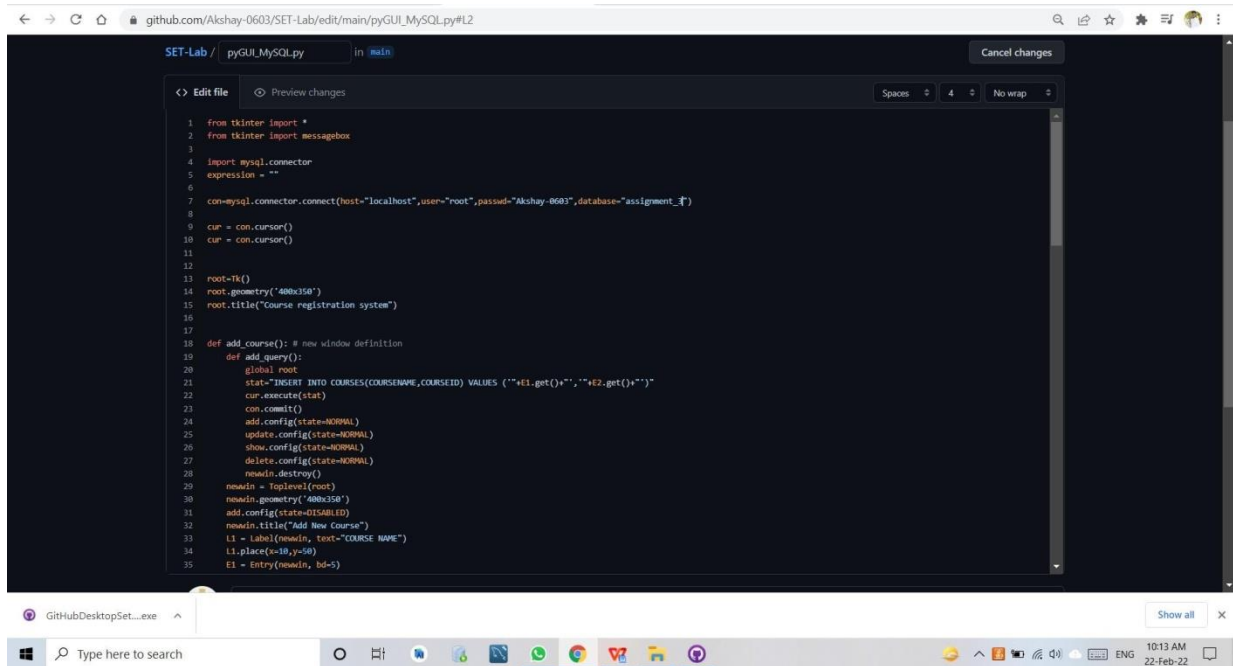 github.com/Akshay-0603/SET-Lab/edit/main/pyGUI_MySQL.py#L2
SET-Lab / pyGUI_MySQL.py in main Cancel changes
<> Edit file Preview changes Spaces 4 No wrap
1 from tkinter import *
2 from tkinter import messagebox
3
4 import mysql.connector
5 expression = ""
6
7 con=mysql.connector.connect(host="localhost",user="root",passwd="Akshay-0603",database="assignment_3")
8
9 cur = con.cursor()
10 cur = con.cursor()
11
12
13 root=Tk()
14 root.geometry('400x350')
15 root.title("Course registration system")
16
17
18 def add_course(): # new window definition
19     def add_query():
20         global root
21         stat="INSERT INTO COURSES(COURSENAME,COURSEID) VALUES ('"+E1.get()+"','"+E2.get()+"')"
22         cur.execute(stat)
23         con.commit()
24         add.config(state=NORMAL)
25         update.config(state=NORMAL)
26         show.config(state=NORMAL)
27         delete.config(state=NORMAL)
28         newwin.destroy()
29     newwin = Toplevel(root)
30     newwin.geometry('400x350')
31     add.config(state=DISABLED)
32     newwin.title("Add New Course")
33     L1 = Label(newwin, text="COURSE NAME")
34     L1.place(x=10,y=50)
35     E1 = Entry(newwin, bd=5)
GitHubDesktopSet....exe Show all
Type here to search ENG 10:13 AM
22-Feb-22